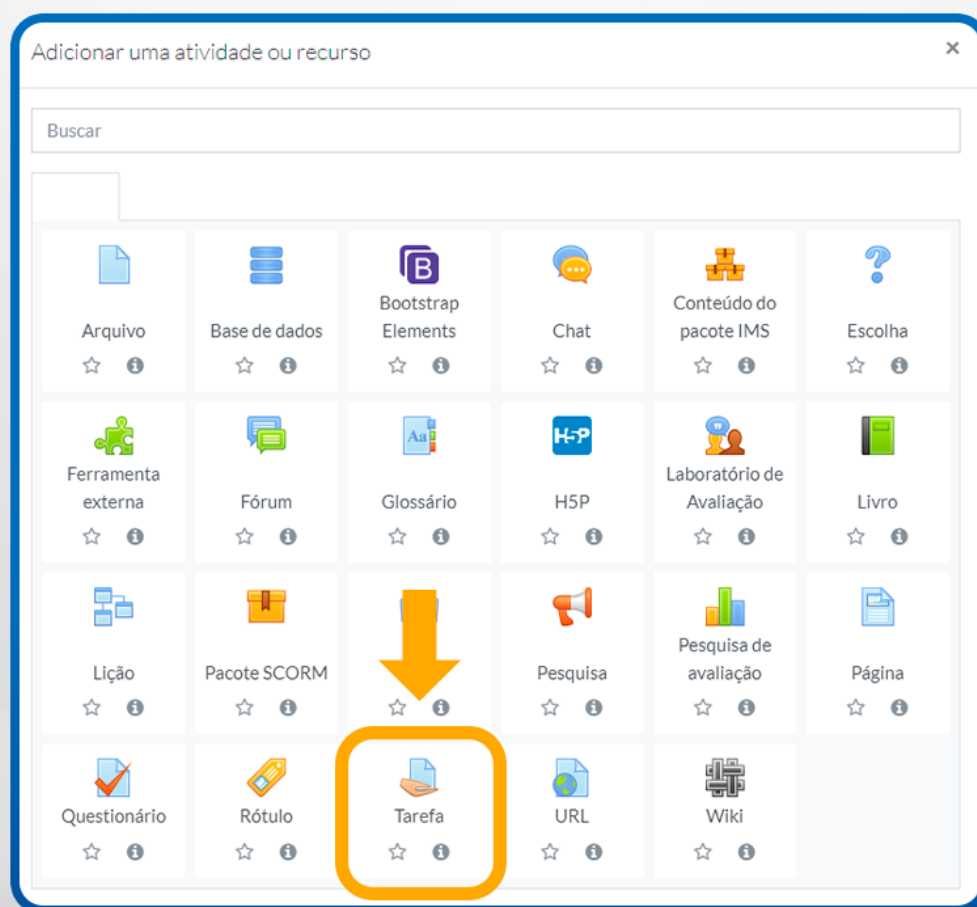 Adicionar uma atividade ou recurso ×
Buscar
Arquivo
Base de dados
B
Bootstrap
Elements
Chat
Conteúdo do
pacote IMS
Escolha
Ferramenta
externa
Fórum
Aa
Glossário
H5P
H5P
Laboratório de
Avaliação
Livro
Lição
Pacote SCORM
Pesquisa
Pesquisa de
avaliação
Página
Questionário
Rótulo
Tarefa
URL
Wiki